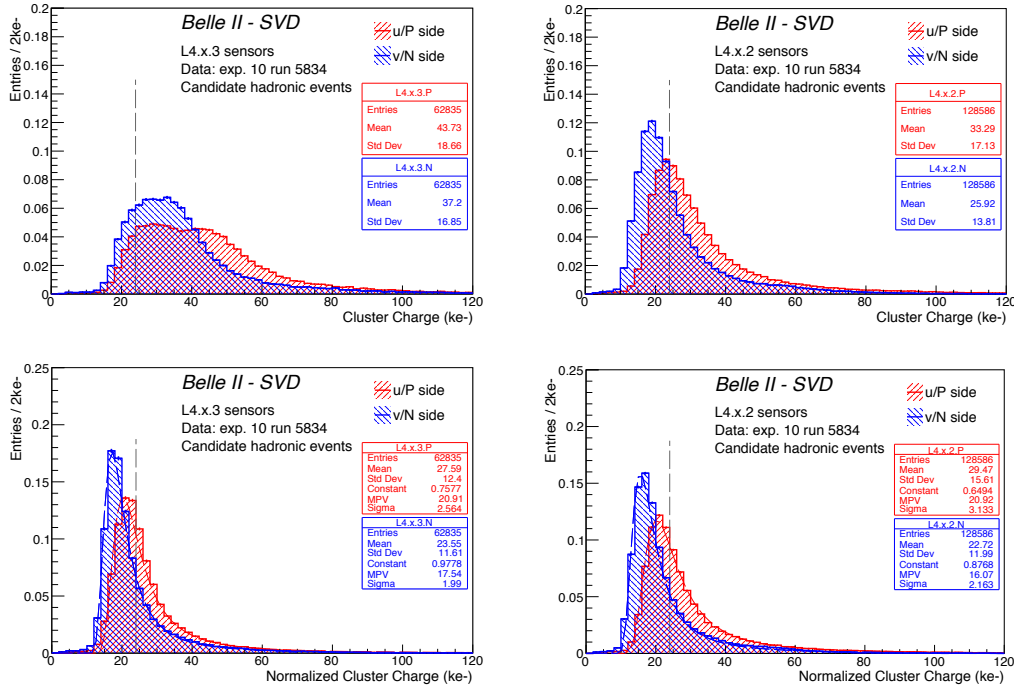 Belle II - SVD
u/P side
v/N side
L4.x.3 sensors
Data: exp. 10 run 5834
Candidate hadronic events
L4.x.3.P
Entries 62835
Mean 43.73
Std Dev 18.66
L4.x.3.N
Entries 62835
Mean 37.2
Std Dev 16.85
Entries / 2ke-
0.2
0.18
0.16
0.14
0.12
0.1
0.08
0.06
0.04
0.02
0
0 20 40 60 80 100 120
Cluster Charge (ke-)
Belle II - SVD
u/P side
v/N side
L4.x.2 sensors
Data: exp. 10 run 5834
Candidate hadronic events
L4.x.2.P
Entries 128586
Mean 33.29
Std Dev 17.13
L4.x.2.N
Entries 128586
Mean 25.92
Std Dev 13.81
Entries / 2ke-
0.2
0.18
0.16
0.14
0.12
0.1
0.08
0.06
0.04
0.02
0
0 20 40 60 80 100 120
Cluster Charge (ke-)
Belle II - SVD
u/P side
v/N side
L4.x.3 sensors
Data: exp. 10 run 5834
Candidate hadronic events
L4.x.3.P
Entries 62835
Mean 27.59
Std Dev 12.4
Constant 0.7577
MPV 20.91
Sigma 2.564
L4.x.3.N
Entries 62835
Mean 23.55
Std Dev 11.61
Constant 0.9778
MPV 17.54
Sigma 1.99
Entries / 2ke-
0.25
0.2
0.15
0.1
0.05
0
0 20 40 60 80 100 120
Normalized Cluster Charge (ke-)
Belle II - SVD
u/P side
v/N side
L4.x.2 sensors
Data: exp. 10 run 5834
Candidate hadronic events
L4.x.2.P
Entries 128586
Mean 29.47
Std Dev 15.61
Constant 0.6494
MPV 20.92
Sigma 3.133
L4.x.2.N
Entries 128586
Mean 22.72
Std Dev 11.99
Constant 0.8768
MPV 16.07
Sigma 2.163
Entries / 2ke-
0.25
0.2
0.15
0.1
0.05
0
0 20 40 60 80 100 120
Normalized Cluster Charge (ke-)